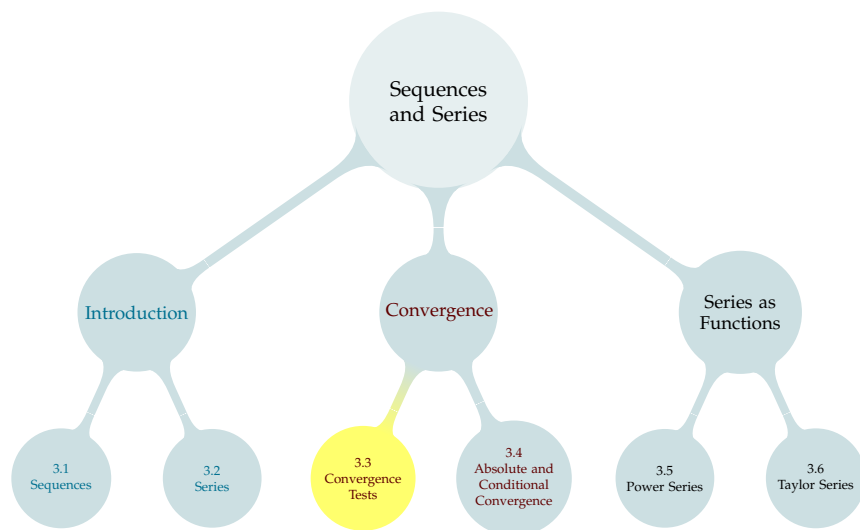 Sequences
and Series
Introduction
Convergence
Series as
Functions
3.1
Sequences
3.2
Series
3.3
Convergence
Tests
3.4
Absolute and
Conditional
Convergence
3.5
Power Series
3.6
Taylor Series